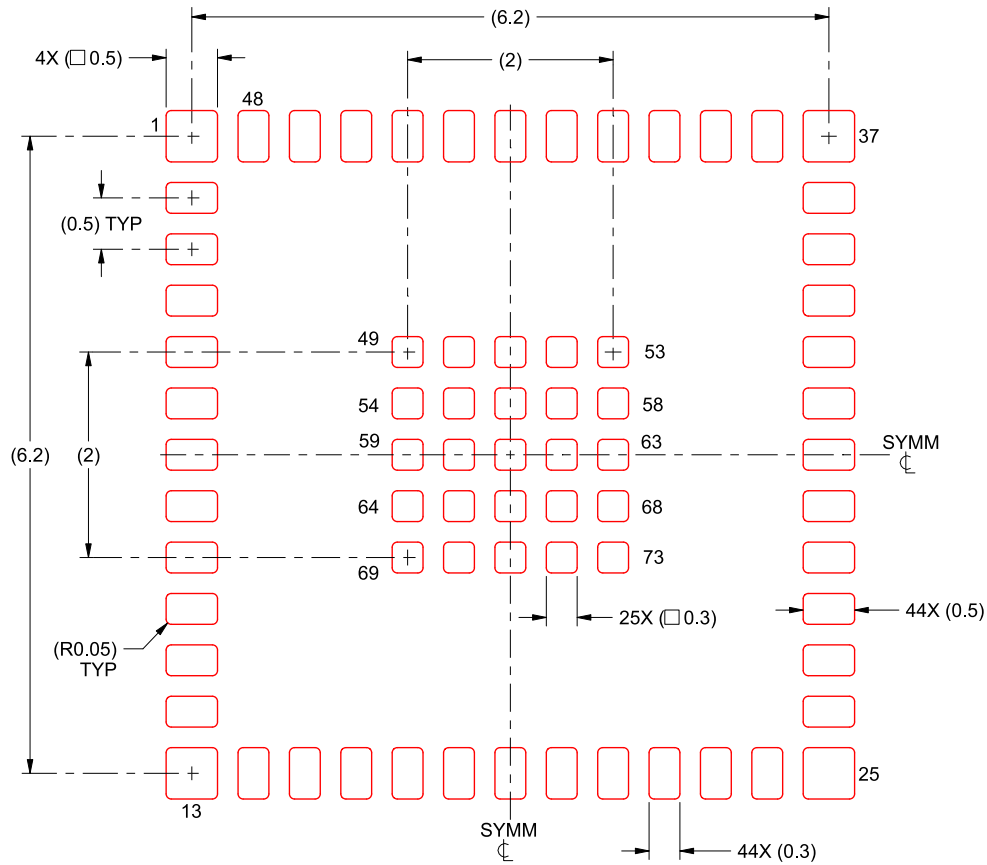 (6.2)
4X (□ 0.5)
(2)
48
1
37
(0.5) TYP
49
53
54
58
59
63
SYMM
℄
(6.2)
(2)
64
68
69
73
25X (□ 0.3)
44X (0.5)
(R0.05)
TYP
25
13
SYMM
℄
44X (0.3)